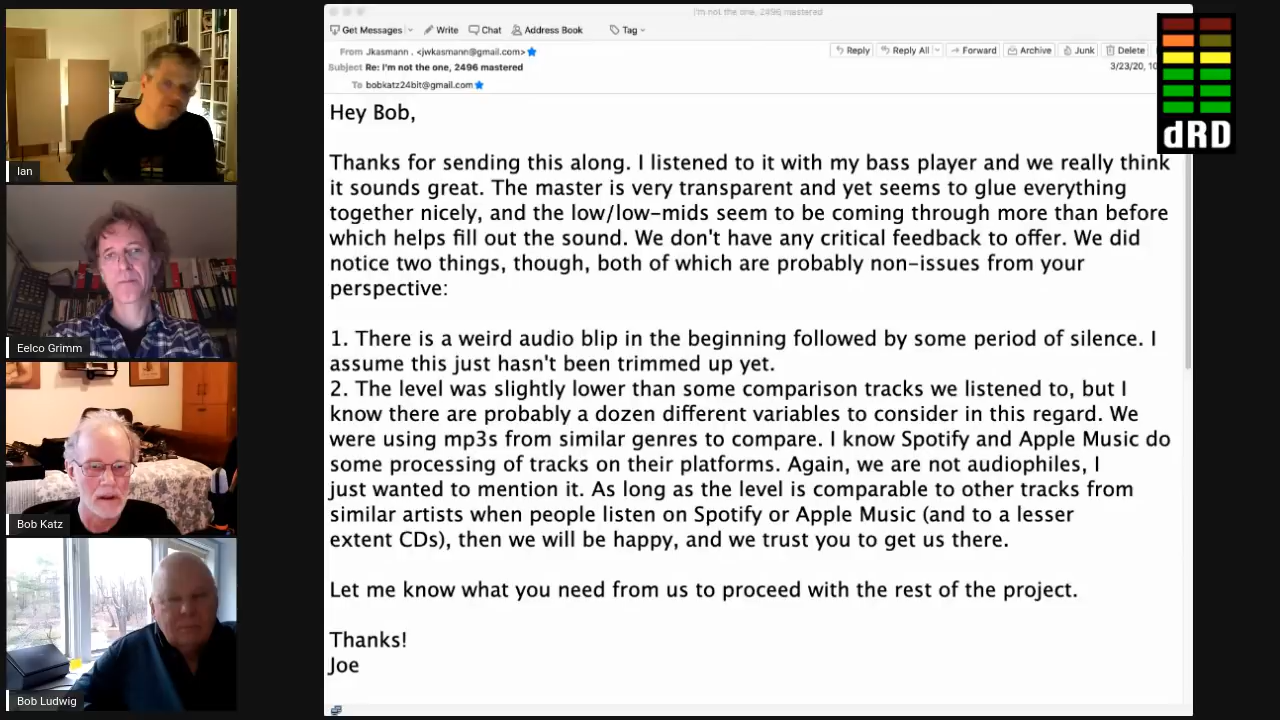 I'm not the one, 2496 mastered
Get Messages Write Chat Address Book Tag
From Jkasmann . <jwkasmann@gmail.com> Reply Reply All Forward Archive Junk Delete
Subject Re: I'm not the one, 2496 mastered 3/23/20, 10
To bobkatz24bit@gmail.com
dRD
Hey Bob,
Thanks for sending this along. I listened to it with my bass player and we really think
it sounds great. The master is very transparent and yet seems to glue everything
together nicely, and the low/low-mids seem to be coming through more than before
which helps fill out the sound. We don't have any critical feedback to offer. We did
notice two things, though, both of which are probably non-issues from your
perspective:
1. There is a weird audio blip in the beginning followed by some period of silence. I
assume this just hasn't been trimmed up yet.
2. The level was slightly lower than some comparison tracks we listened to, but I
know there are probably a dozen different variables to consider in this regard. We
were using mp3s from similar genres to compare. I know Spotify and Apple Music do
some processing of tracks on their platforms. Again, we are not audiophiles, I
just wanted to mention it. As long as the level is comparable to other tracks from
similar artists when people listen on Spotify or Apple Music (and to a lesser
extent CDs), then we will be happy, and we trust you to get us there.
Let me know what you need from us to proceed with the rest of the project.
Thanks!
Joe
Ian
Eelco Grimm
Bob Katz
Bob Ludwig